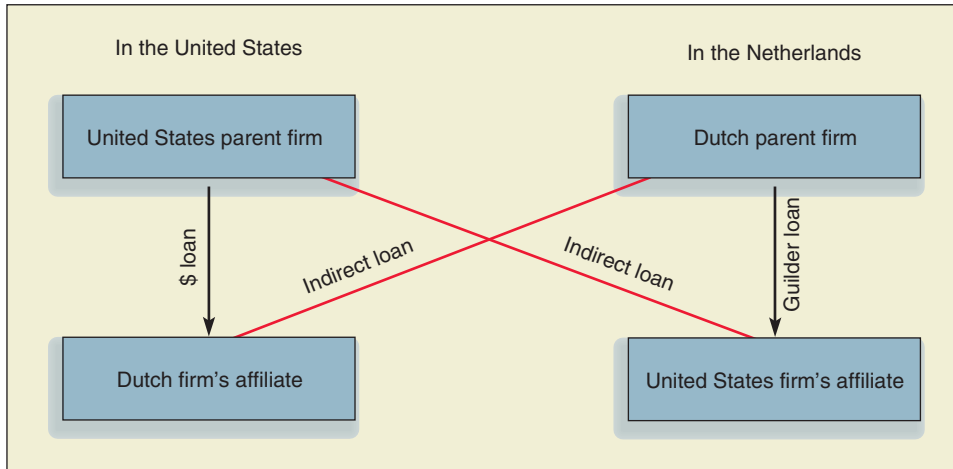 In the United States
In the Netherlands
United States parent firm
Dutch parent firm
$ loan
Indirect loan
Indirect loan
Guilder loan
Dutch firm's affiliate
United States firm's affiliate